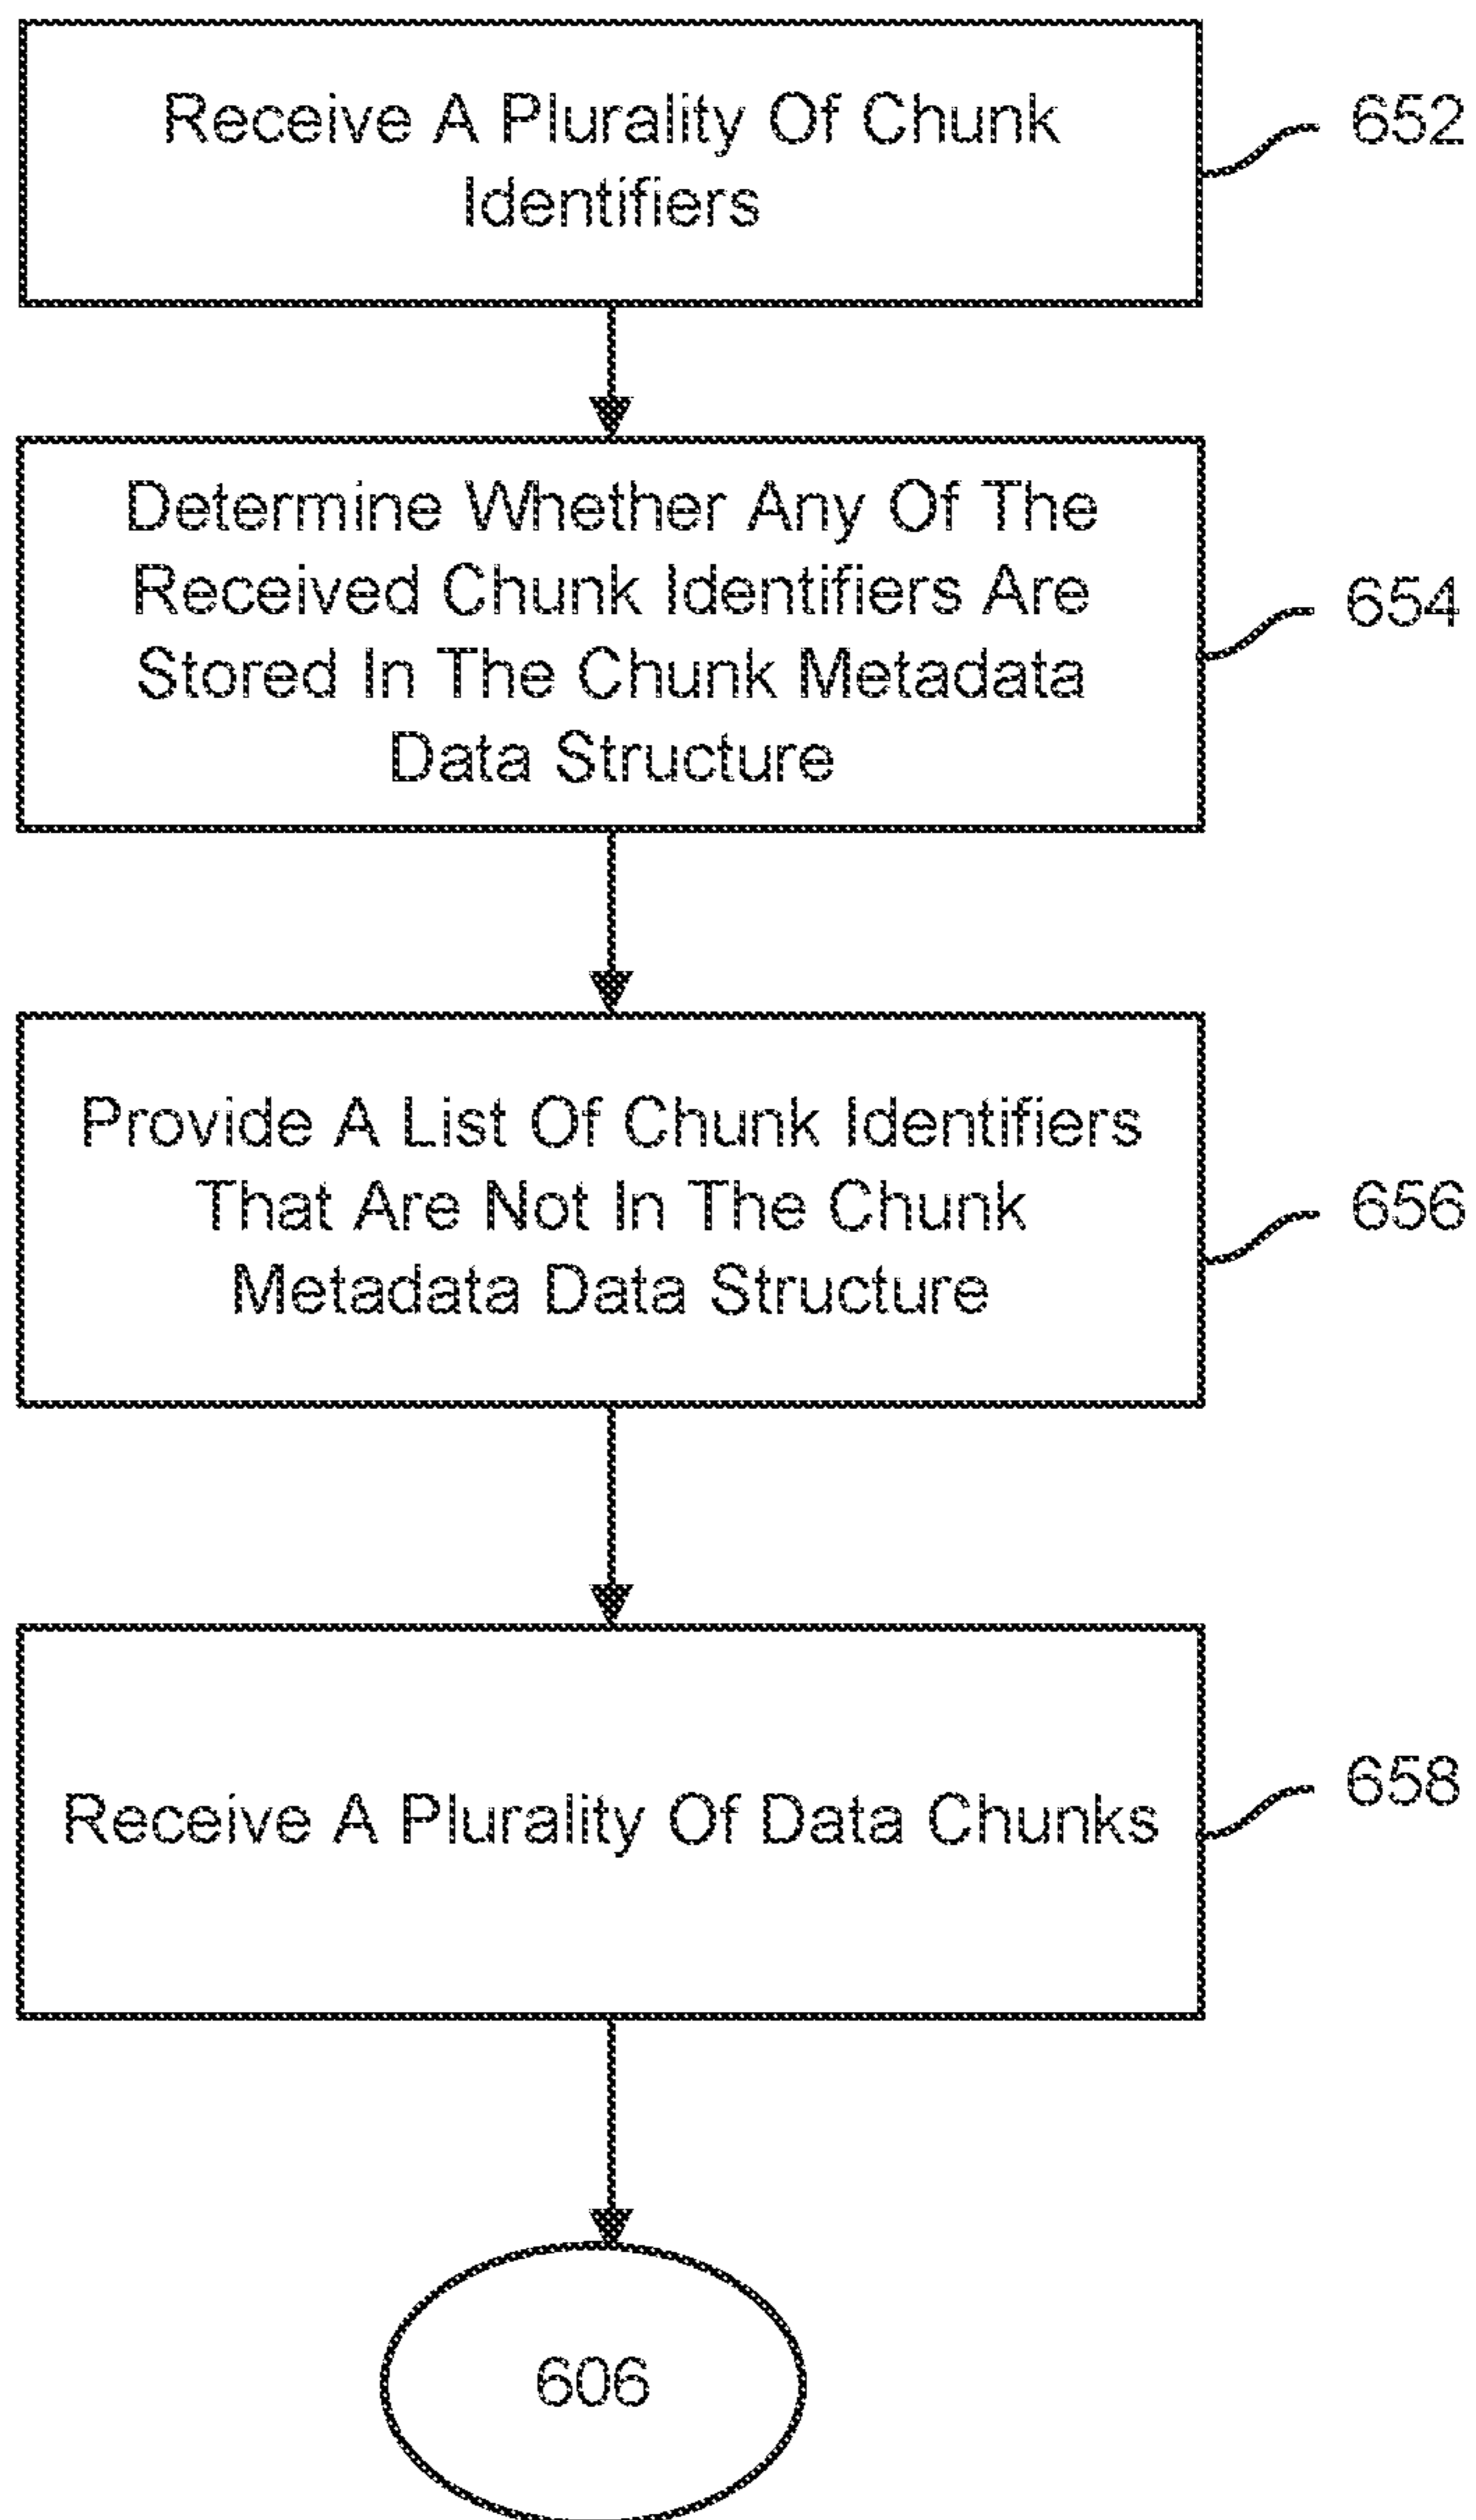 Receive A Plurality Of Chunk
Identifiers
652
Determine Whether Any Of The
Received Chunk Identifiers Are
Stored In The Chunk Metadata
Data Structure
654
Provide A List Of Chunk Identifiers
That Are Not In The Chunk
Metadata Data Structure
656
Receive A Plurality Of Data Chunks
658
606